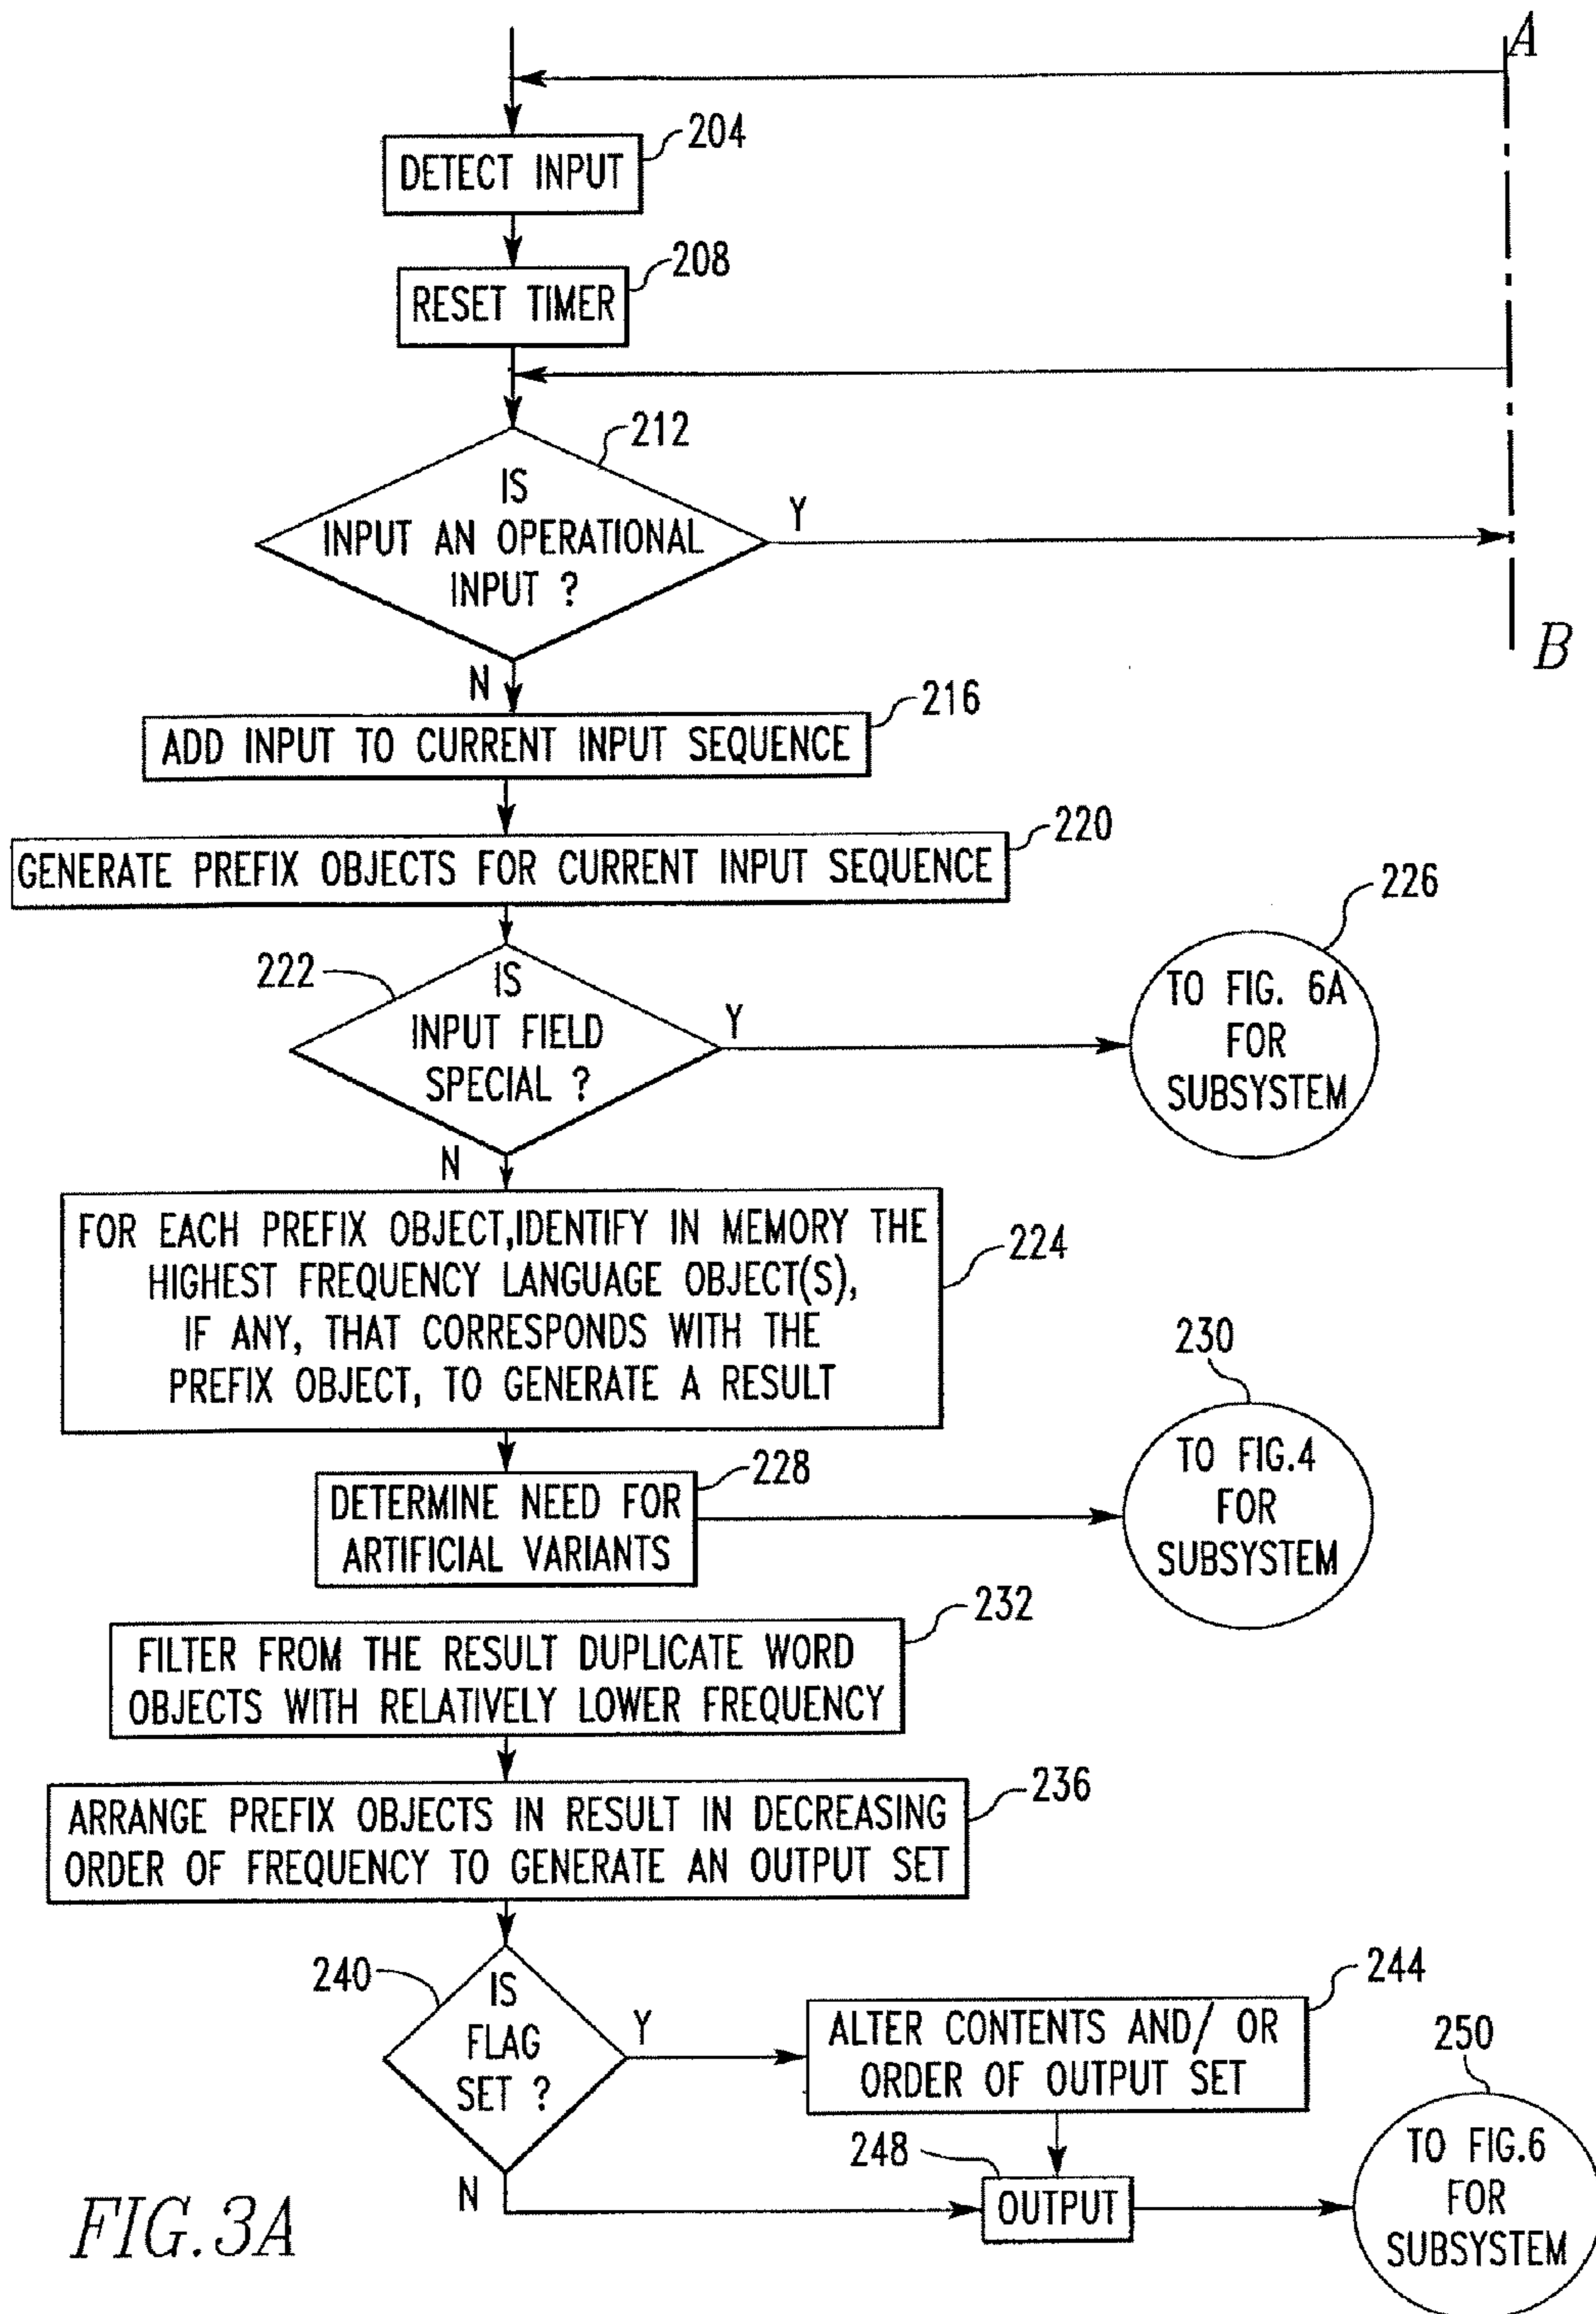 A
204
DETECT INPUT
208
RESET TIMER
212
IS
INPUT AN OPERATIONAL
INPUT ?
Y
B
N
216
ADD INPUT TO CURRENT INPUT SEQUENCE
220
GENERATE PREFIX OBJECTS FOR CURRENT INPUT SEQUENCE
226
222
IS
INPUT FIELD
SPECIAL ?
Y
TO FIG. 6A
FOR
SUBSYSTEM
N
FOR EACH PREFIX OBJECT,IDENTIFY IN MEMORY THE
HIGHEST FREQUENCY LANGUAGE OBJECT(S),
IF ANY, THAT CORRESPONDS WITH THE
PREFIX OBJECT, TO GENERATE A RESULT
224
230
228
DETERMINE NEED FOR
ARTIFICIAL VARIANTS
TO FIG.4
FOR
SUBSYSTEM
232
FILTER FROM THE RESULT DUPLICATE WORD
OBJECTS WITH RELATIVELY LOWER FREQUENCY
236
ARRANGE PREFIX OBJECTS IN RESULT IN DECREASING
ORDER OF FREQUENCY TO GENERATE AN OUTPUT SET
240
IS
FLAG
SET ?
Y
244
ALTER CONTENTS AND/ OR
ORDER OF OUTPUT SET
250
248
N
OUTPUT
TO FIG.6
FOR
SUBSYSTEM
FIG.3A